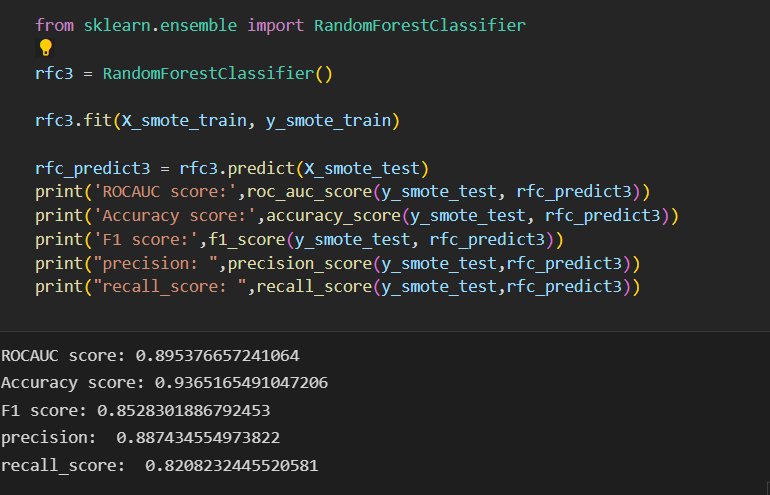 from sklearn.ensemble import RandomForestClassifier
rfc3 = RandomForestClassifier()
rfc3.fit(X_smote_train, y_smote_train)
rfc_predict3 = rfc3.predict(X_smote_test)
print('ROCAUC score:',roc_auc_score(y_smote_test, rfc_predict3))
print('Accuracy score:',accuracy_score(y_smote_test, rfc_predict3))
print('F1 score:',f1_score(y_smote_test, rfc_predict3))
print("precision: ",precision_score(y_smote_test,rfc_predict3))
print("recall_score: ",recall_score(y_smote_test,rfc_predict3))
ROCAUC score: 0.895376657241064
Accuracy score: 0.9365165491047206
F1 score: 0.8528301886792453
precision:  0.887434554973822
recall_score:  0.8208232445520581